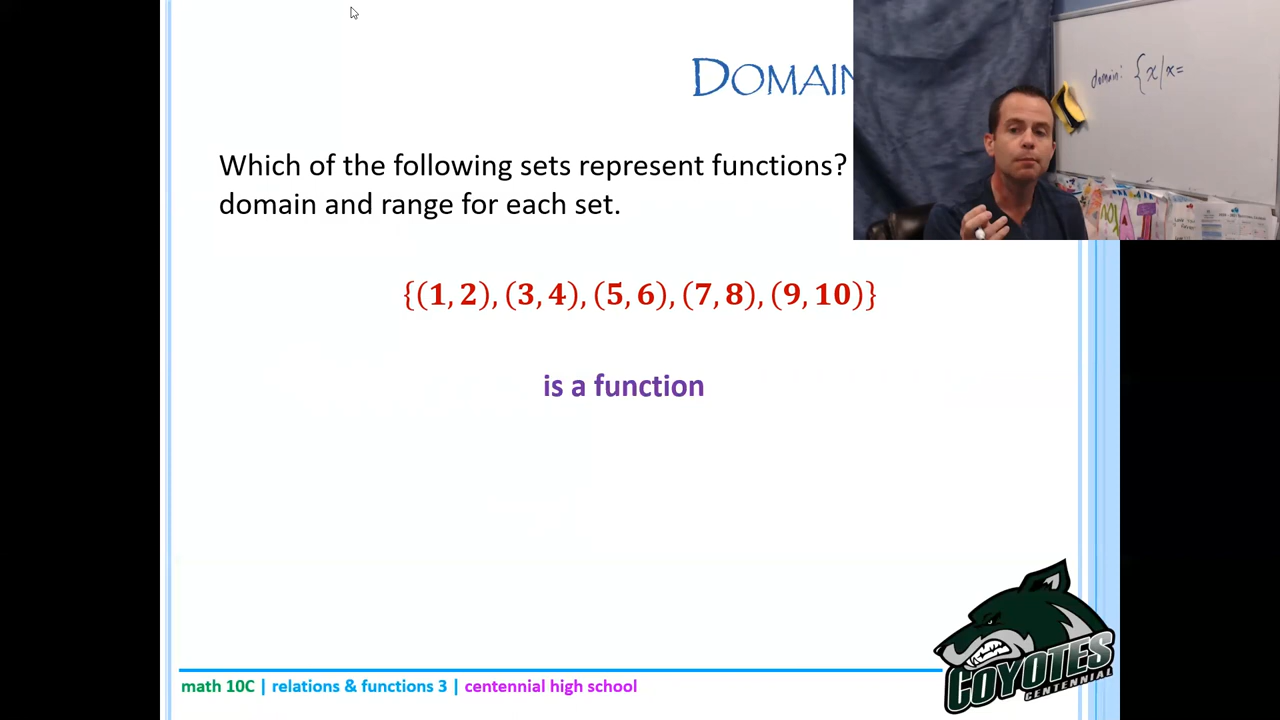 DOMAIN
domain: {x|x=
Which of the following sets represent functions?
domain and range for each set.
{(1, 2), (3, 4), (5, 6), (7, 8), (9, 10)}
is a function
COYOTES
CENTENNIAL
math 10C | relations & functions 3 | centennial high school